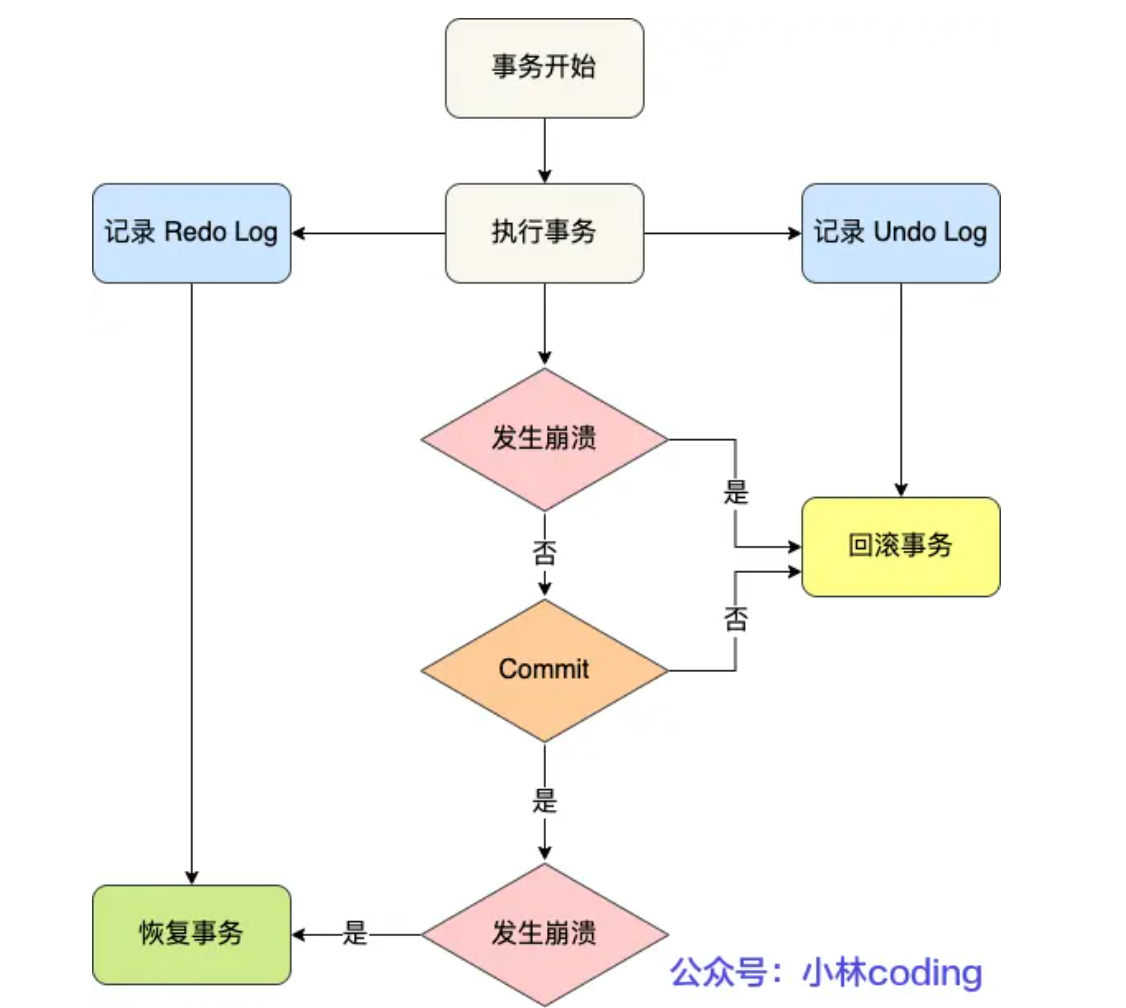 事务开始
记录 Redo Log
执行事务
记录 Undo Log
发生崩溃
是
回滚事务
否
否
Commit
是
恢复事务
是
发生崩溃
公众号：小林coding